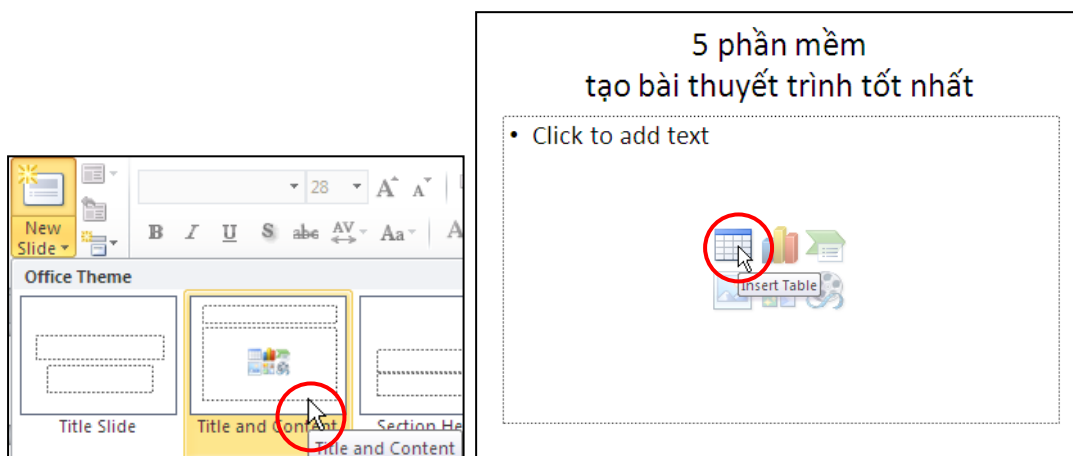 28
A A
New
Slide
B I U S abc AV Aa A
Office Theme
Title Slide
Title and Content
Section He
Title and Content
5 phần mềm
tạo bài thuyết trình tốt nhất
• Click to add text
Insert Table